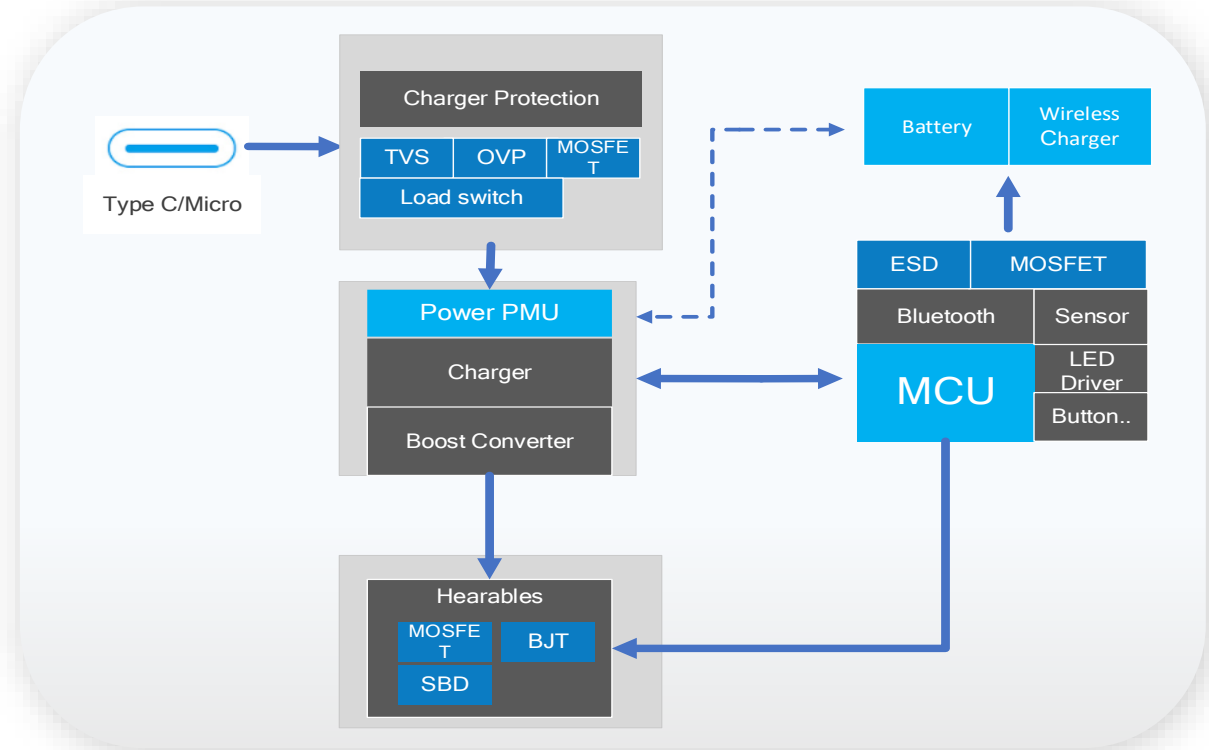 Charger Protection
TVS
OVP
MOSFE
T
Load switch
Type C/Micro
Battery
Wireless
Charger
Power PMU
Charger
Boost Converter
ESD
MOSFET
Bluetooth
Sensor
MCU
LED
Driver
Button..
Hearables
MOSFE
T
BJT
SBD